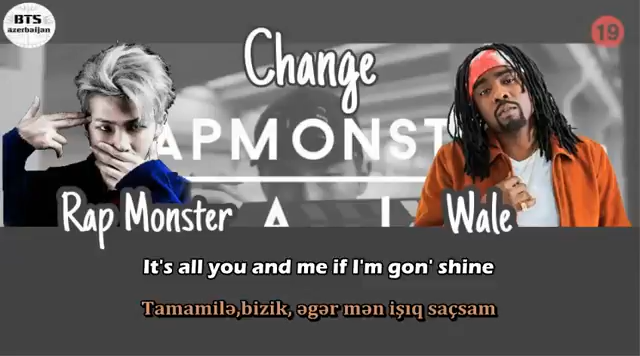 BTS
azerbaijan
19
Change
APMONST
Rap Monster
Wale
It's all you and me if I'm gon' shine
Tamamilə,bizik, əgər mən işıq saçsam